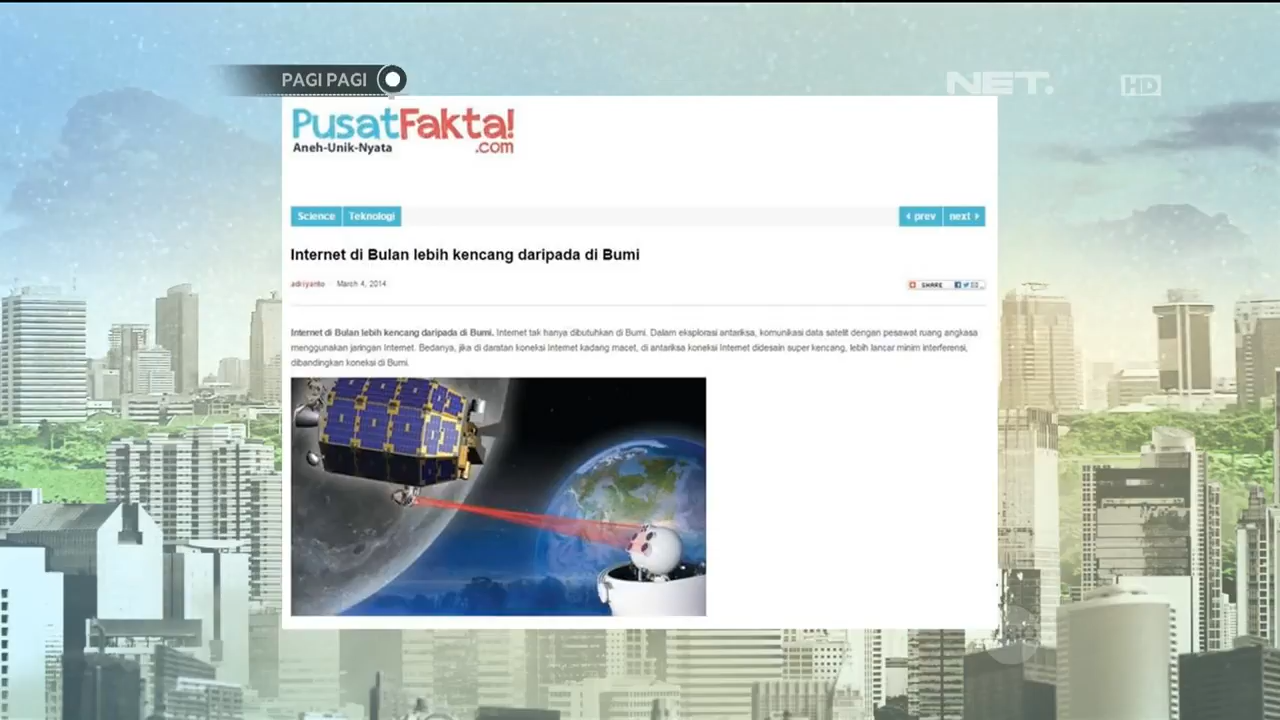 PAGI PAGI
NET.
HD
PusatFakta!
.com
Aneh-Unik-Nyata
Science Teknologi
prev next
Internet di Bulan lebih kencang daripada di Bumi
adriyanto March 4, 2014
SHARE
Internet di Bulan lebih kencang daripada di Bumi. Internet tak hanya dibutuhkan di Bumi. Dalam eksplorasi antariksa, komunikasi data satelit dengan pesawat ruang angkasa
menggunakan jaringan Internet. Bedanya, jika di daratan koneksi Internet kadang macet, di antariksa koneksi Internet didesain super kencang, lebih lancar minim interferensi,
dibandingkan koneksi di Bumi.